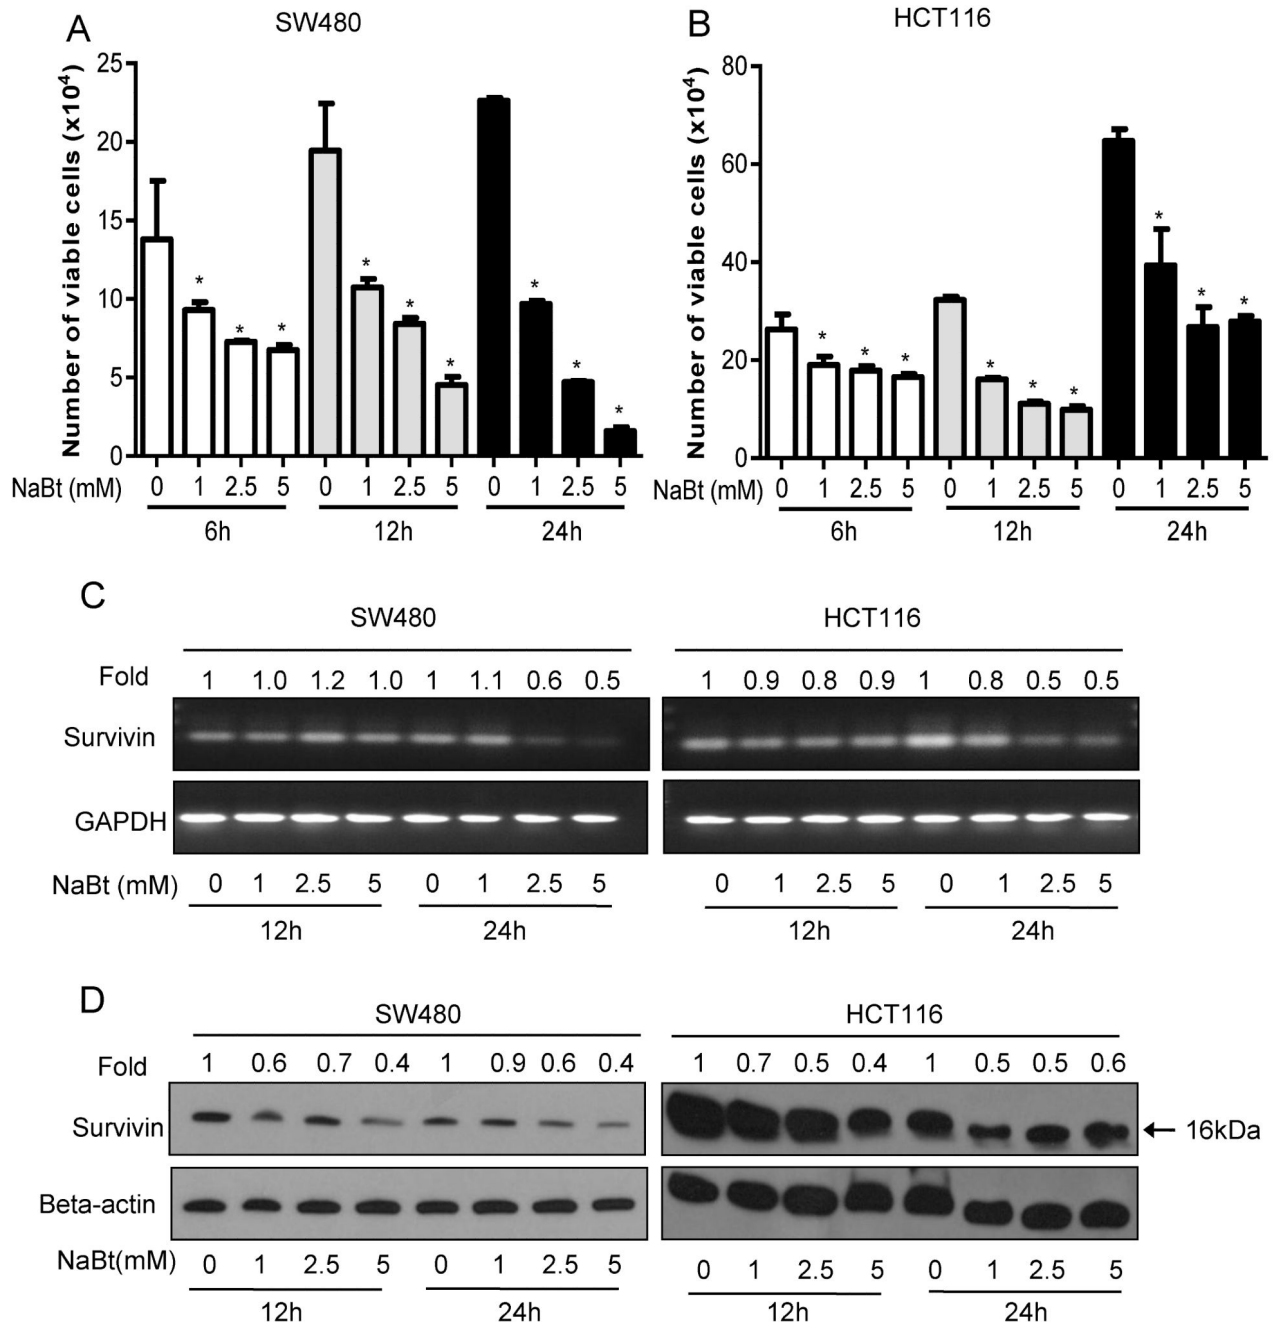 A
SW480
Number of viable cells (x10⁴)
25
20
15
10
5
0
* * * * * * * * *
NaBt (mM) 0 1 2.5 5 0 1 2.5 5 0 1 2.5 5
6h 12h 24h
B
HCT116
Number of viable cells (x10⁴)
80
60
40
20
0
* * * * * * * * *
NaBt (mM) 0 1 2.5 5 0 1 2.5 5 0 1 2.5 5
6h 12h 24h
C
SW480 HCT116
Fold 1 1.0 1.2 1.0 1 1.1 0.6 0.5 1 0.9 0.8 0.9 1 0.8 0.5 0.5
Survivin
GAPDH
NaBt (mM) 0 1 2.5 5 0 1 2.5 5 0 1 2.5 5 0 1 2.5 5
12h 24h 12h 24h
D
SW480 HCT116
Fold 1 0.6 0.7 0.4 1 0.9 0.6 0.4 1 0.7 0.5 0.4 1 0.5 0.5 0.6
Survivin 16kDa
Beta-actin
NaBt(mM) 0 1 2.5 5 0 1 2.5 5 0 1 2.5 5 0 1 2.5 5
12h 24h 12h 24h